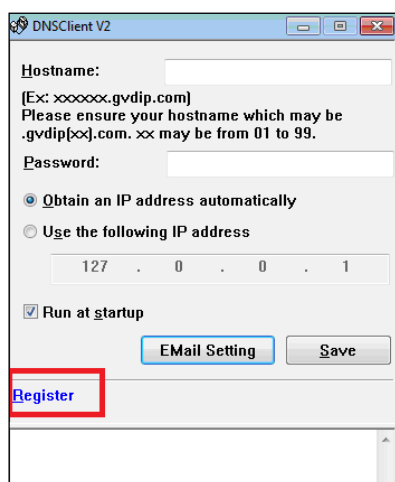 DNSClient V2
Hostname:
(Ex: xxxxxx.gvdip.com)
Please ensure your hostname which may be
.gvdip(xx).com. xx may be from 01 to 99.
Password:
Obtain an IP address automatically
Use the following IP address
127 . 0 . 0 . 1
Run at startup
EMail Setting Save
Register